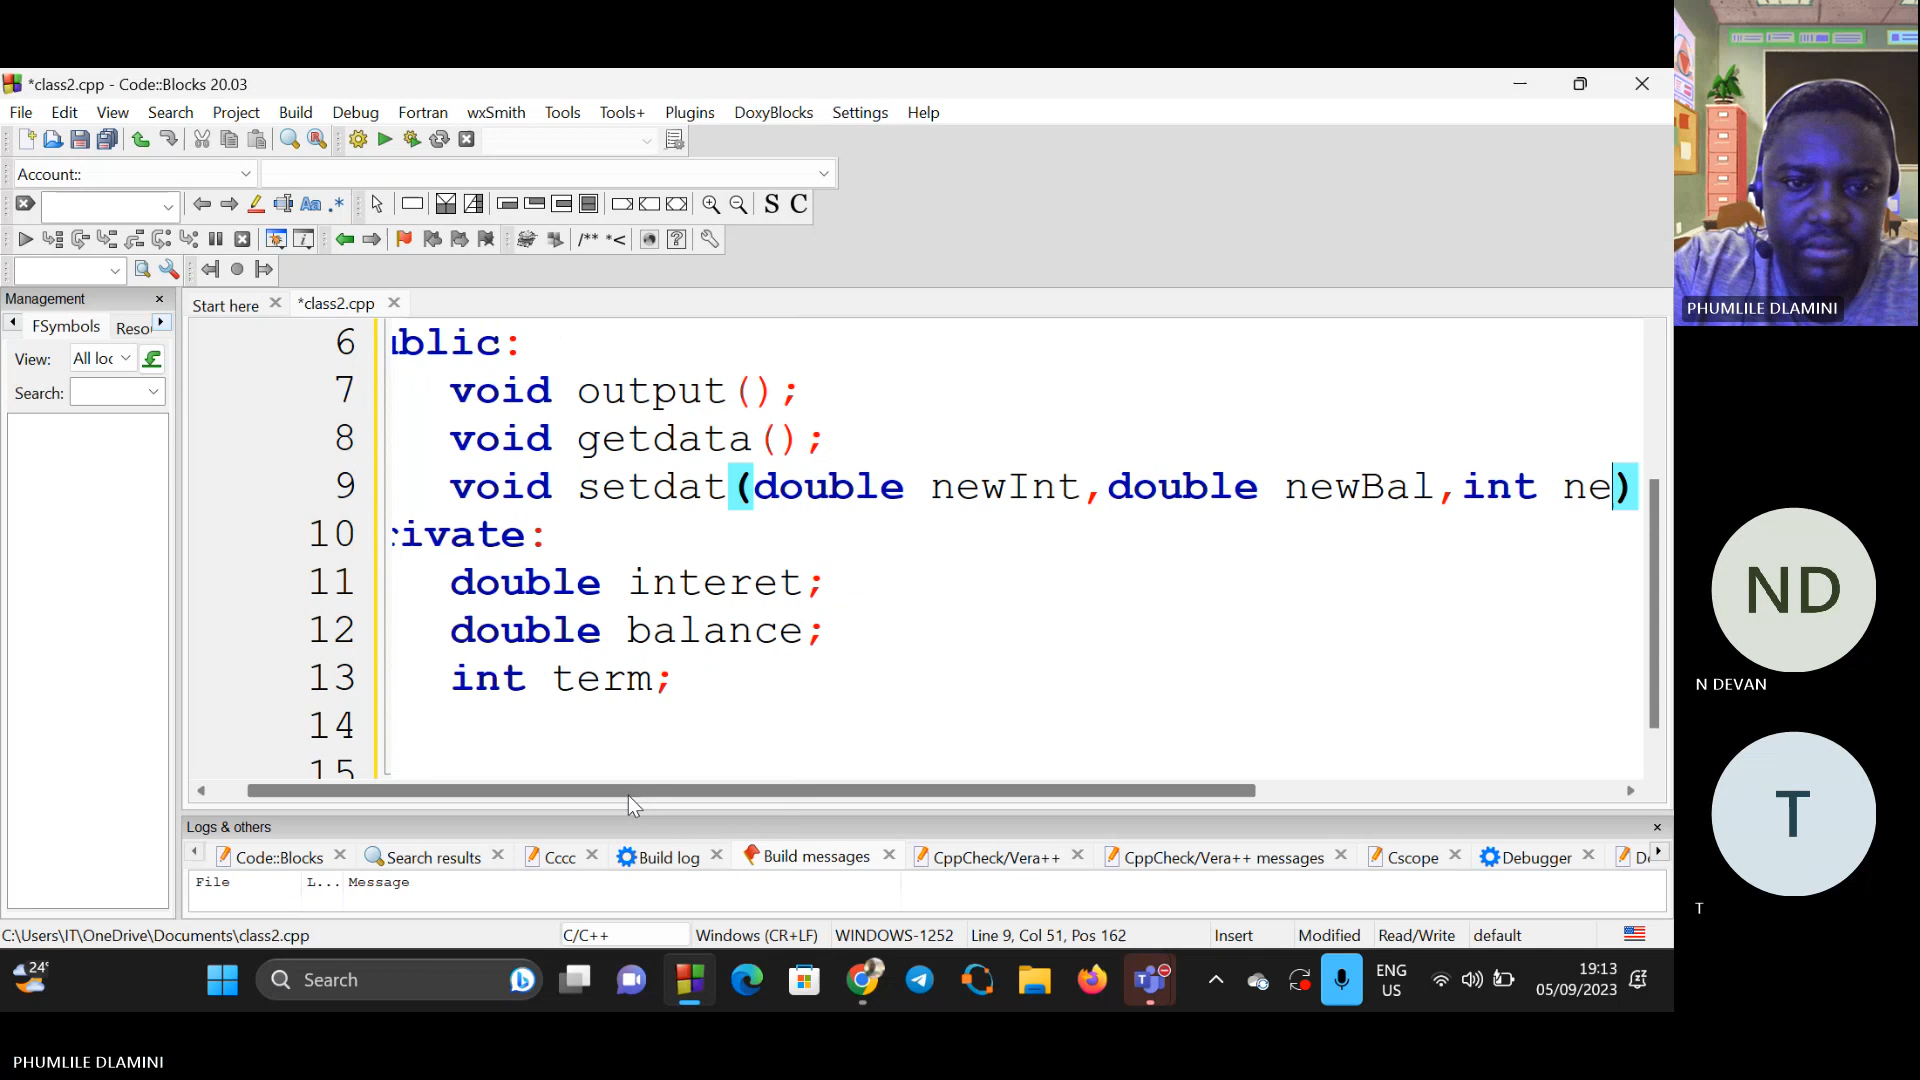 *class2.cpp - Code::Blocks 20.03
File Edit View Search Project Build Debug Fortran wxSmith Tools Tools+ Plugins DoxyBlocks Settings Help
Account::
Aa .* S C
/** *<
Management
Start here *class2.cpp
FSymbols Reso
View: All loc
Search:
6 ublic:
7 void output();
8 void getdata();
9 void setdat(double newInt,double newBal,int ne)
10 rivate:
11 double interet;
12 double balance;
13 int term;
14
15
Logs & others
Code::Blocks Search results Cccc Build log Build messages CppCheck/Vera++ CppCheck/Vera++ messages Cscope Debugger D
File L... Message
C:\Users\IT\OneDrive\Documents\class2.cpp C/C++ Windows (CR+LF) WINDOWS-1252 Line 9, Col 51, Pos 162 Insert Modified Read/Write default
24° Search ENG US 19:13 05/09/2023
PHUMLILE DLAMINI
PHUMLILE DLAMINI
ND
N DEVAN
T
T